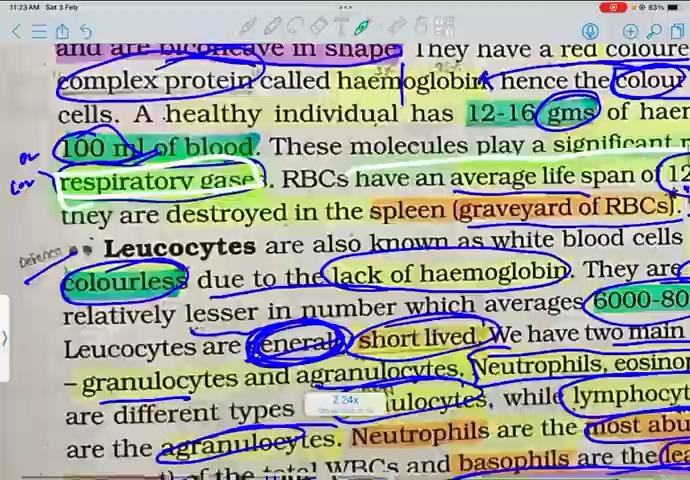 11:23 AM Sat 3 Feb
83%
and are biconcave in shape. They have a red coloure
complex protein called haemoglobin, hence the colour
cells. A healthy individual has 12-16 gms of haem
100 ml of blood. These molecules play a significant r
respiratory gases. RBCs have an average life span of 12
they are destroyed in the spleen (graveyard of RBCs).
Defence
Leucocytes are also known as white blood cells
colourless due to the lack of haemoglobin. They are
relatively lesser in number which averages 6000-80
Leucocytes are generally short lived. We have two main
– granulocytes and agranulocytes. Neutrophils, eosino
2.24x
are different types ulocytes, while lymphocyt
are the agranulocytes. Neutrophils are the most abu
of the total WBCs and basophils are the lea